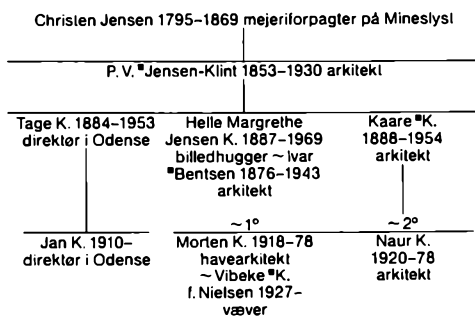 Christen Jensen 1795–1869 mejeriforpagter på Mineslyst
P. V. ■Jensen-Klint 1853–1930 arkitekt
Tage K. 1884–1953
direktør i Odense
Helle Margrethe
Jensen K. 1887–1969
billedhugger ~ Ivar
■Bentsen 1876–1943
arkitekt
Kaare ■K.
1888–1954
arkitekt
~1°
~2°
Jan K. 1910–
direktør i Odense
Morten K. 1918–78
havearkitekt
~ Vibeke ■K.
f. Nielsen 1927–
væver
Naur K.
1920–78
arkitekt